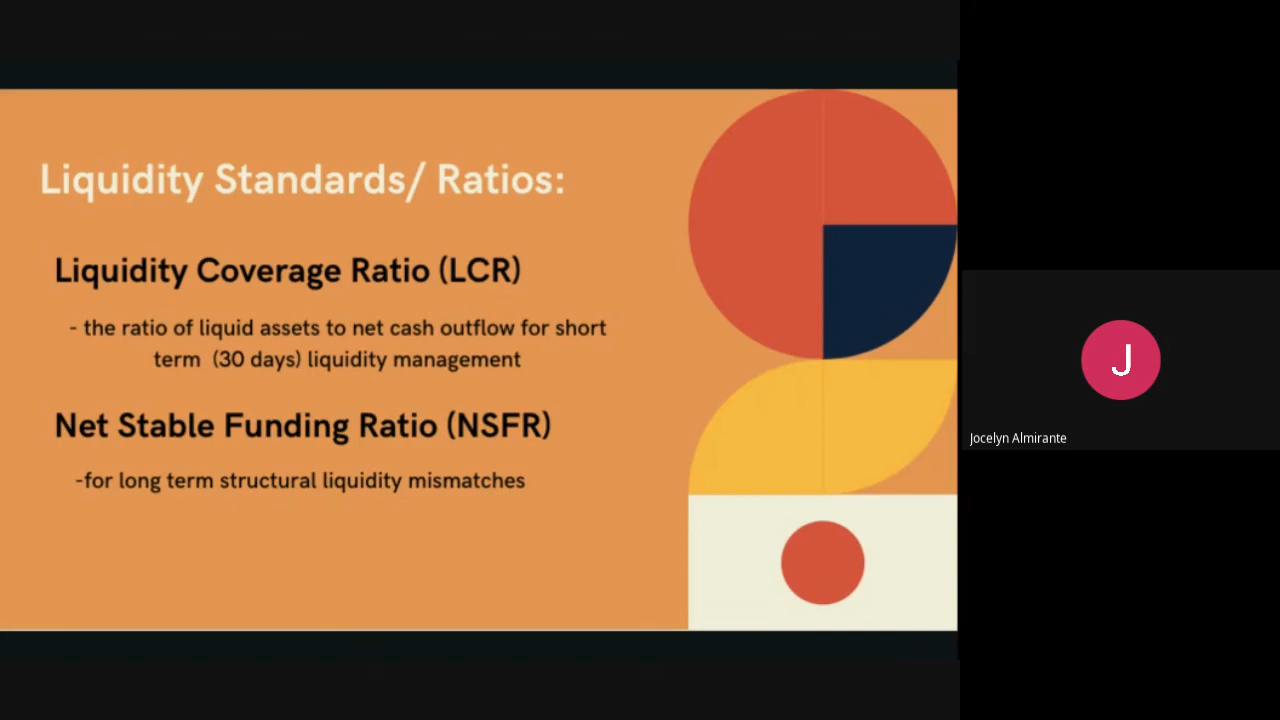 Liquidity Standards/ Ratios:
Liquidity Coverage Ratio (LCR)
- the ratio of liquid assets to net cash outflow for short
term (30 days) liquidity management
Net Stable Funding Ratio (NSFR)
-for long term structural liquidity mismatches
J
Jocelyn Almirante